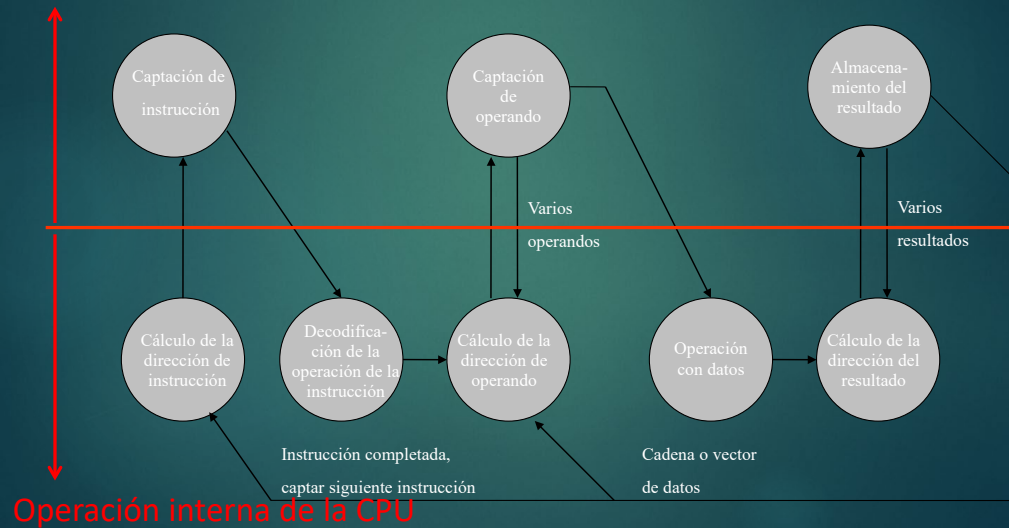 Captación de
instrucción
Captación
de
operando
Almacena-
miento del
resultado
Varios
operandos
Varios
resultados
Cálculo de la
dirección de
instrucción
Decodifica-
ción de la
operación de la
instrucción
Cálculo de la
dirección de
operando
Operación
con datos
Cálculo de la
dirección del
resultado
Instrucción completada,
captar siguiente instrucción
Cadena o vector
de datos
Operación interna de la CPU